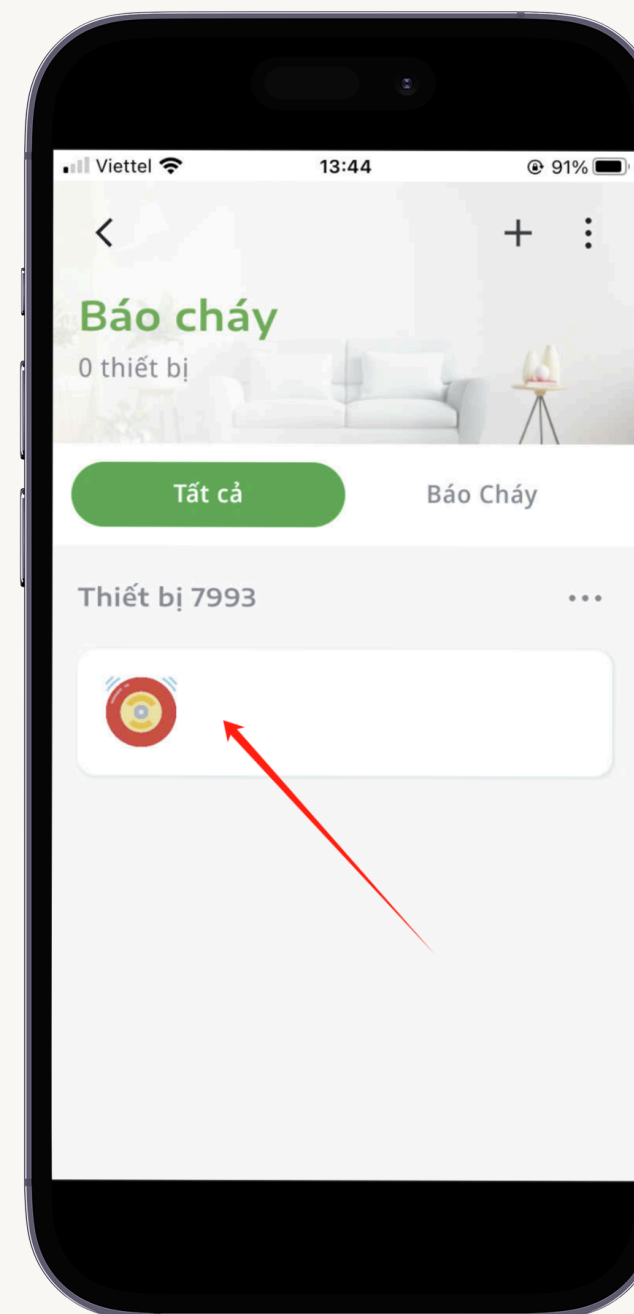 Viettel 13:44 91%
Báo cháy
0 thiết bị
Tất cả Báo Cháy
Thiết bị 7993